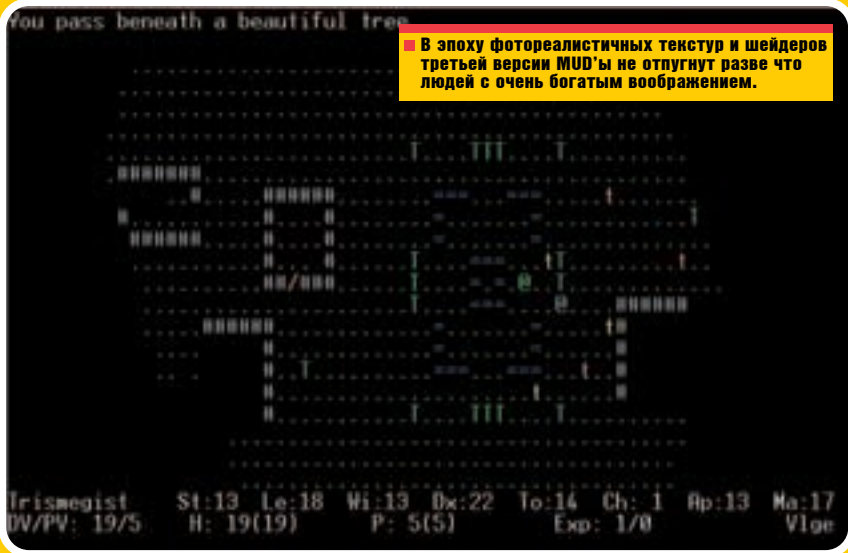 You pass beneath a beautiful tree
В эпоху фотореалистичных текстур и шейдеров
третьей версии MUD'ы не отпугнут разве что
людей с очень богатым воображением.
Trismegist St:13 Le:18 Wi:13 Dx:22 To:14 Ch: 1 Ap:13 Ma:17
DV/PV: 19/5 H: 19(19) P: 5(5) Exp: 1/0 Vlge